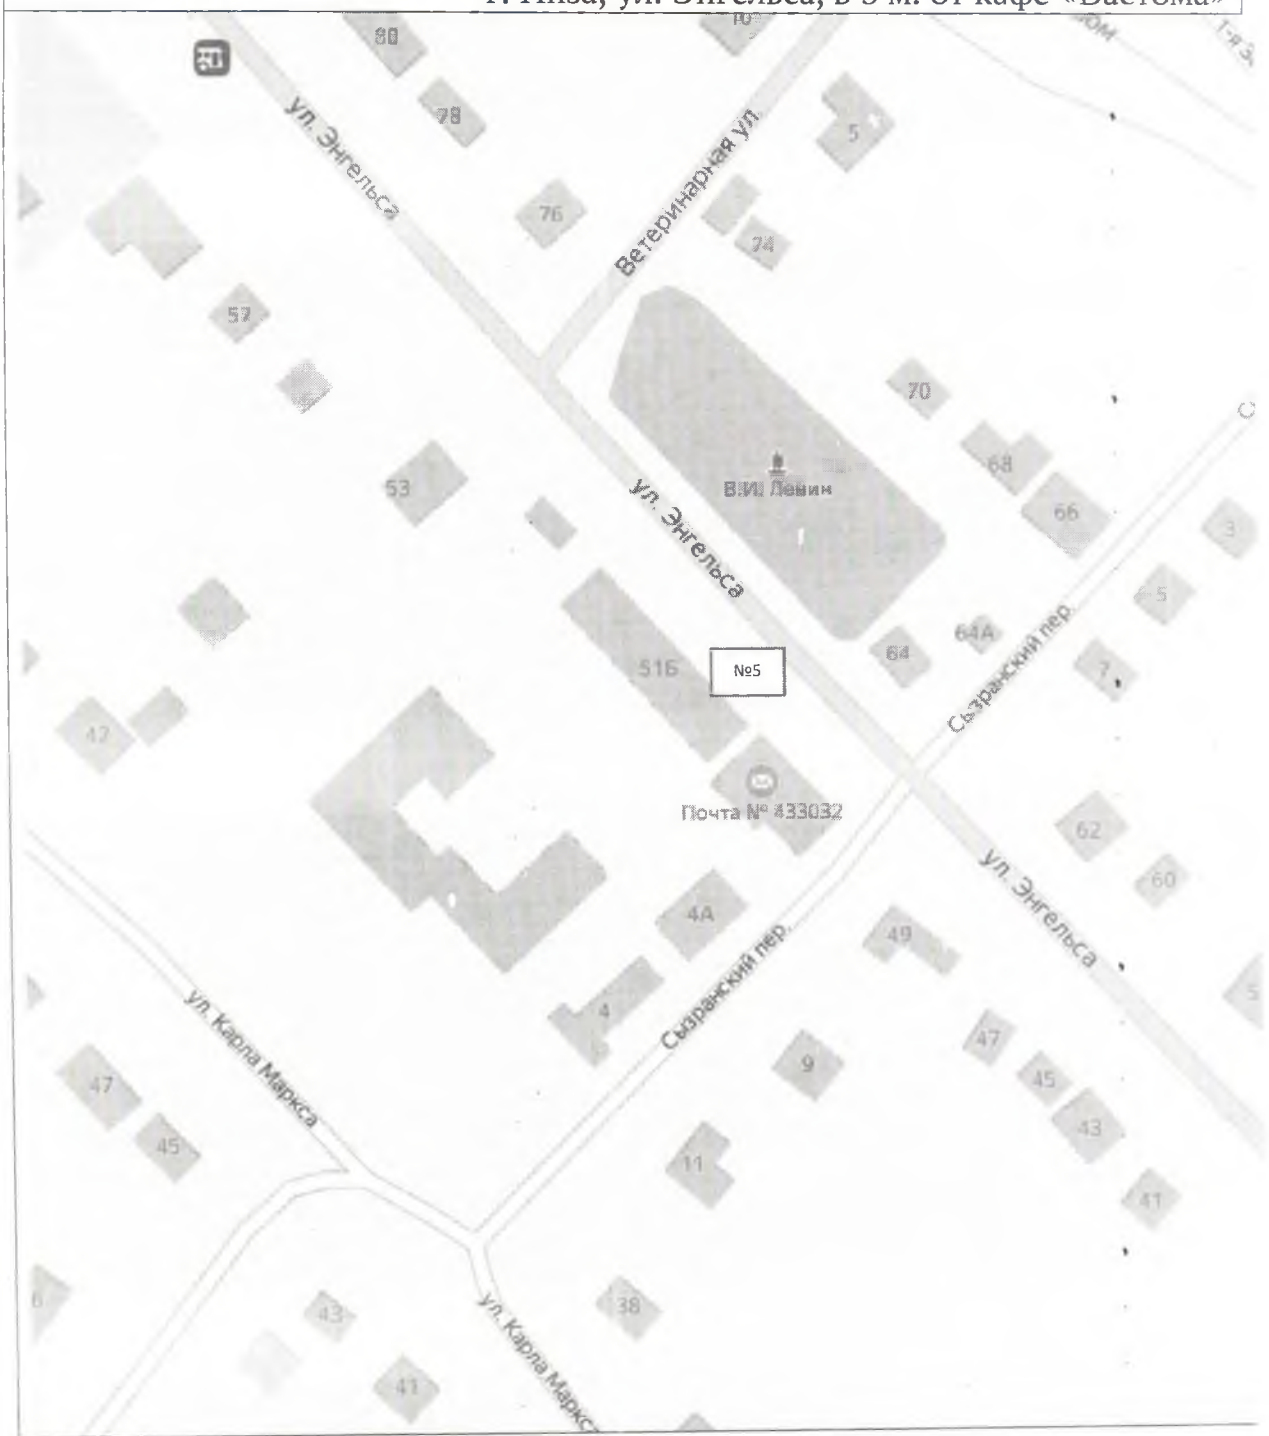 г. Инза, ул. Энгельса, в 5 м. от кафе «Вастома»
80
78
ул. Энгельса
76
Ветеринарная ул.
5
74
57
53
70
68
66
В.И. Ленин
ул. Энгельса
3
5
64А
64
7
Сызранский пер.
51Б
№5
42
Почта № 433032
62
60
ул. Энгельса
4А
49
4
Сызранский пер.
47
45
43
41
9
11
ул. Карла Маркса
47
45
38
6
43
41
ул. Карла Маркса